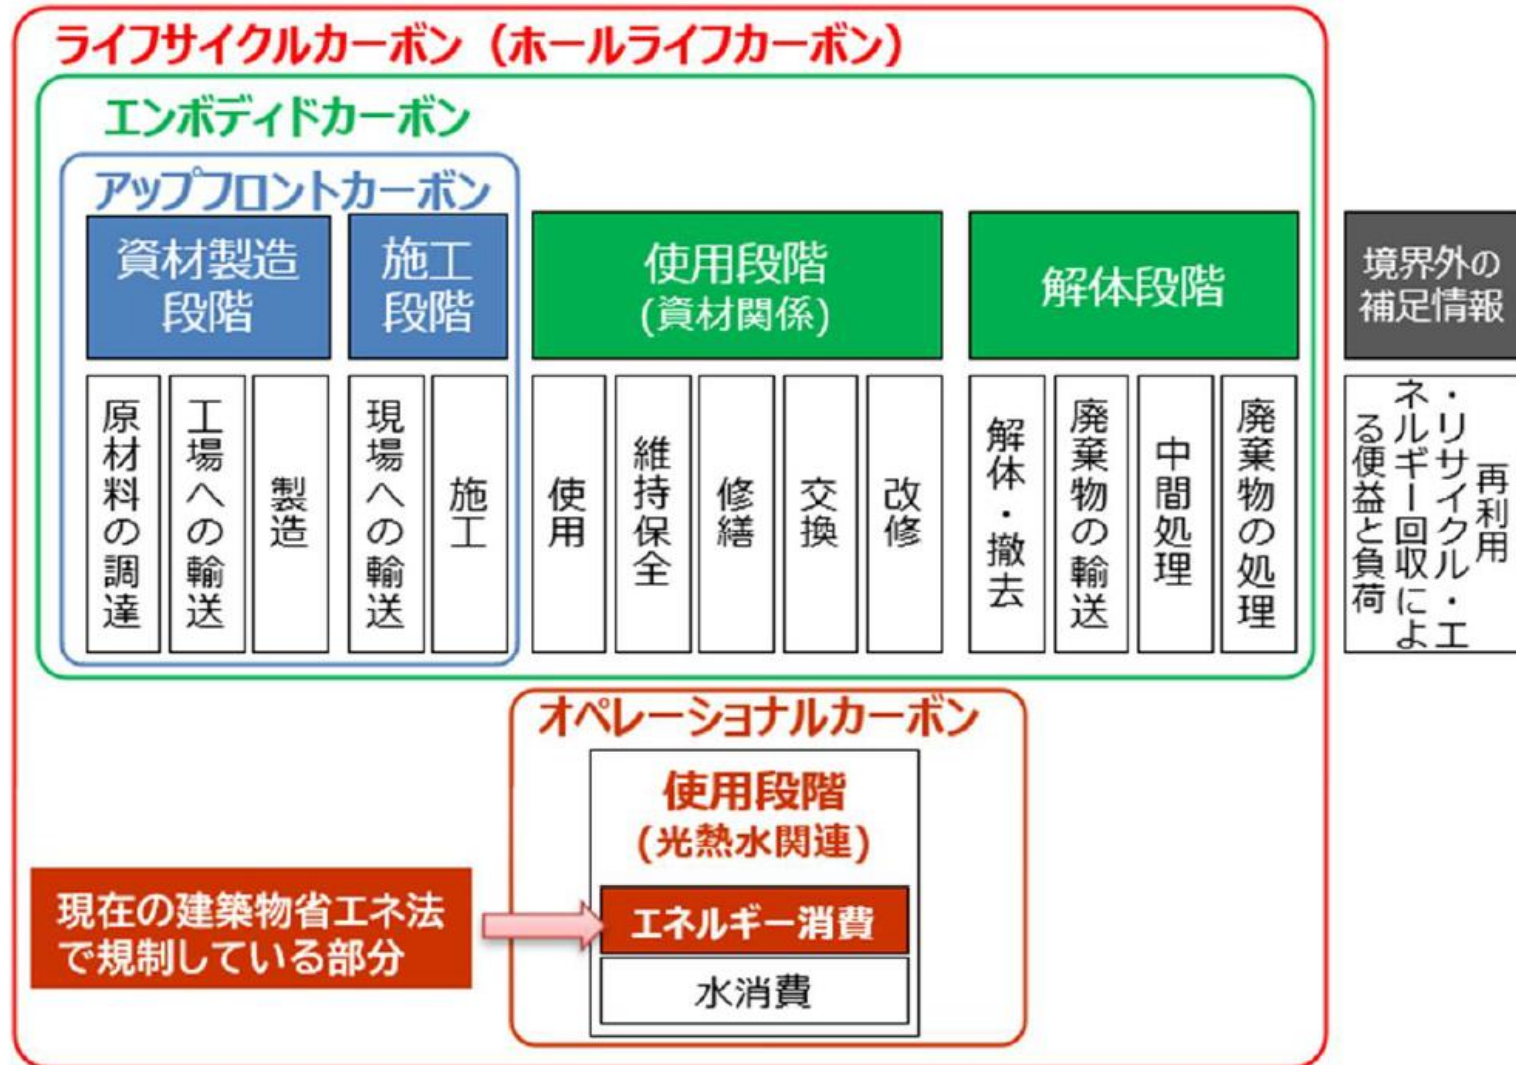 ライフサイクルカーボン（ホールライフカーボン）
エンボディドカーボン
アップフロントカーボン
資材製造
段階
施工
段階
使用段階
(資材関係)
解体段階
境界外の
補足情報
原材料の調達
工場への輸送
製造
現場への輸送
施工
使用
維持保全
修繕
交換
改修
解体・撤去
廃棄物の輸送
中間処理
廃棄物の処理
再利用
・リサイクル・エ
ネルギー回収によ
る便益と負荷
オペレーショナルカーボン
使用段階
(光熱水関連)
エネルギー消費
水消費
現在の建築物省エネ法
で規制している部分